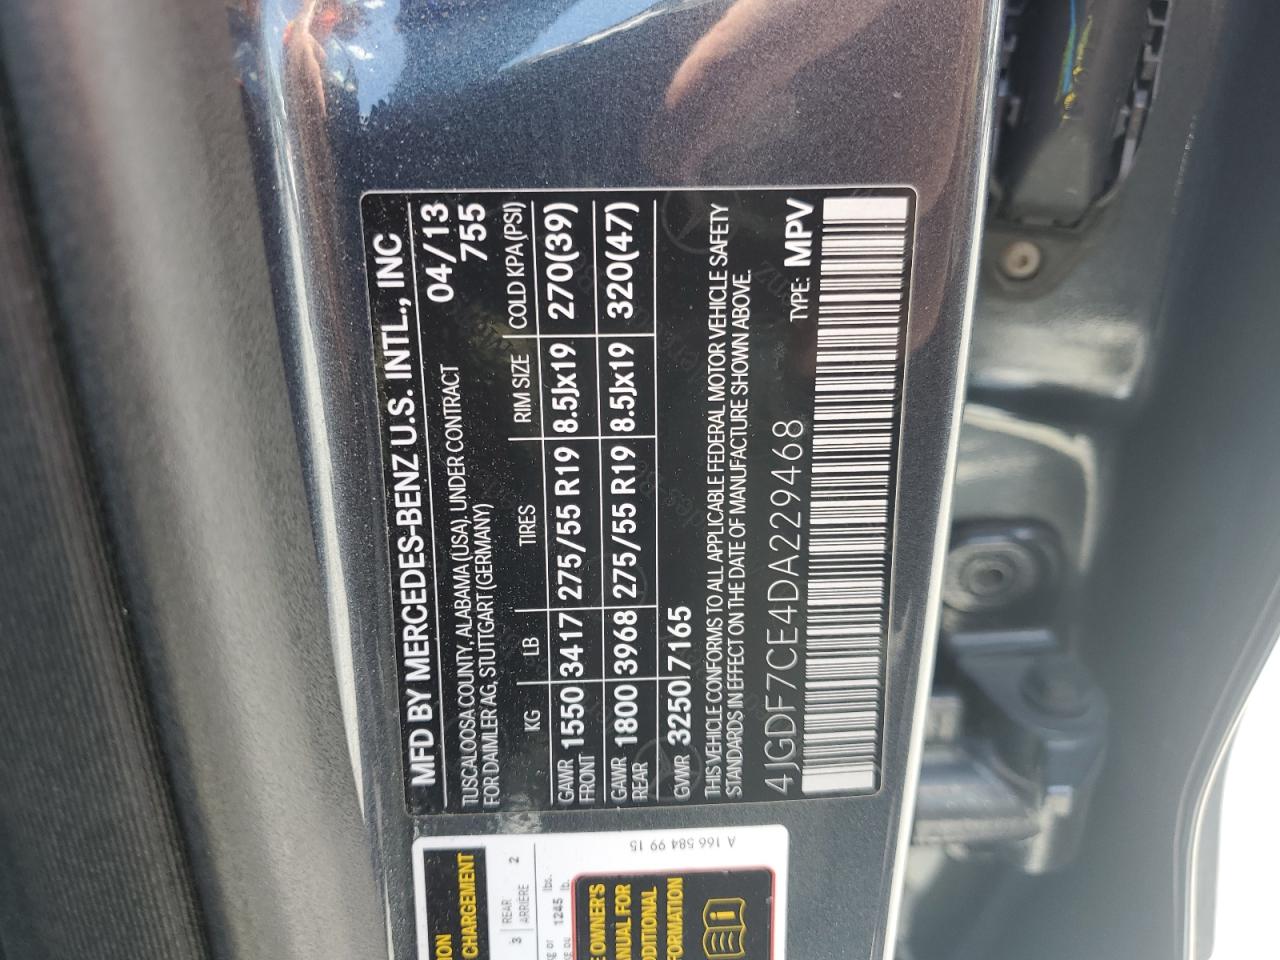 MFD BY MERCEDES-BENZ U.S. INTL., INC
TUSCALOOSA COUNTY, ALABAMA (USA), UNDER CONTRACT 04/13
FOR DAIMLER AG, STUTTGART (GERMANY) 755
KG LB TIRES RIM SIZE COLD KPA (PSI)
GAWR FRONT 1550 3417 275/55 R19 8.5Jx19 270(39)
GAWR REAR 1800 3968 275/55 R19 8.5Jx19 320(47)
GVWR 3250/7165
THIS VEHICLE CONFORMS TO ALL APPLICABLE FEDERAL MOTOR VEHICLE SAFETY
STANDARDS IN EFFECT ON THE DATE OF MANUFACTURE SHOWN ABOVE.
4JGDF7CE4DA229468 TYPE: MPV
CHARGEMENT
3 REAR 2
ARRIÈRE
1245 lbs.
lb.
OWNER'S
FOR
A 166 584 99 15